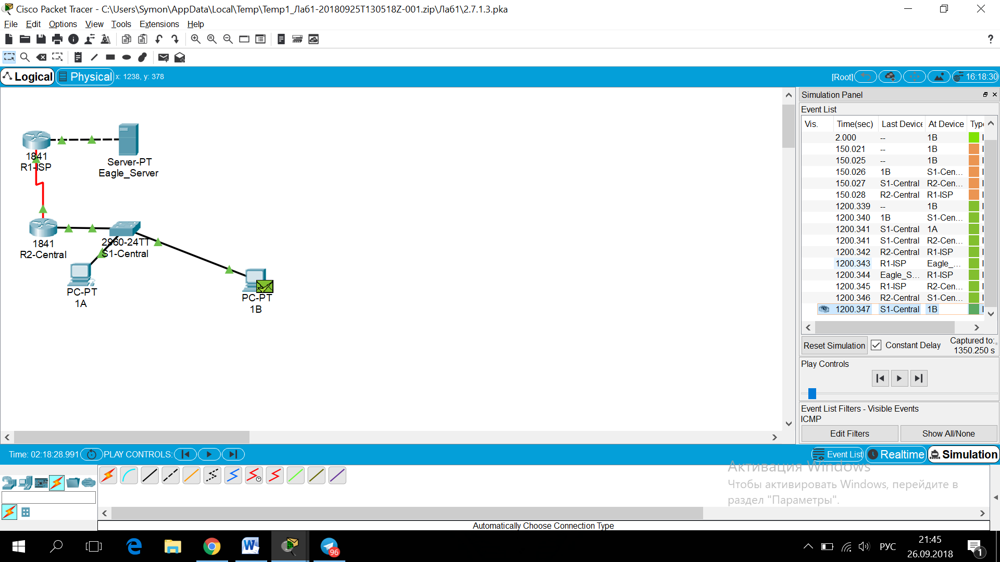 Cisco Packet Tracer - C:\Users\Symon\AppData\Local\Temp\Temp1_Лаб1-20180925T130518Z-001.zip\Лаб1\2.7.1.3.pka
File Edit Options View Tools Extensions Help
?
Logical Physical x: 1238, y: 378 [Root] 16:18:30
Simulation Panel
Event List
Vis. Time(sec) Last Device At Device Typ
2.000 -- 1B
150.021 -- 1B
150.025 -- 1B
150.026 1B S1-Cen...
150.027 S1-Central R2-Cen...
150.028 R2-Central R1-ISP
1200.339 -- 1B
1200.340 1B S1-Cen...
1200.341 S1-Central 1A
1200.341 S1-Central R2-Cen...
1200.342 R2-Central R1-ISP
1200.343 R1-ISP Eagle_...
1200.344 Eagle_S... R1-ISP
1200.345 R1-ISP R2-Cen...
1200.346 R2-Central S1-Cen...
1200.347 S1-Central 1B
Reset Simulation Constant Delay Captured to:
1350.250 s
Play Controls
Event List Filters - Visible Events
ICMP
Edit Filters Show All/None
1841
R1-ISP
Server-PT
Eagle_Server
1841
R2-Central
2960-24TT
S1-Central
PC-PT
1A
PC-PT
1B
Time: 02:18:28.991 PLAY CONTROLS: Event List Realtime Simulation
Активация Windows
Чтобы активировать Windows, перейдите в
раздел "Параметры".
Automatically Choose Connection Type
96
РУС
21:45
26.09.2018
1